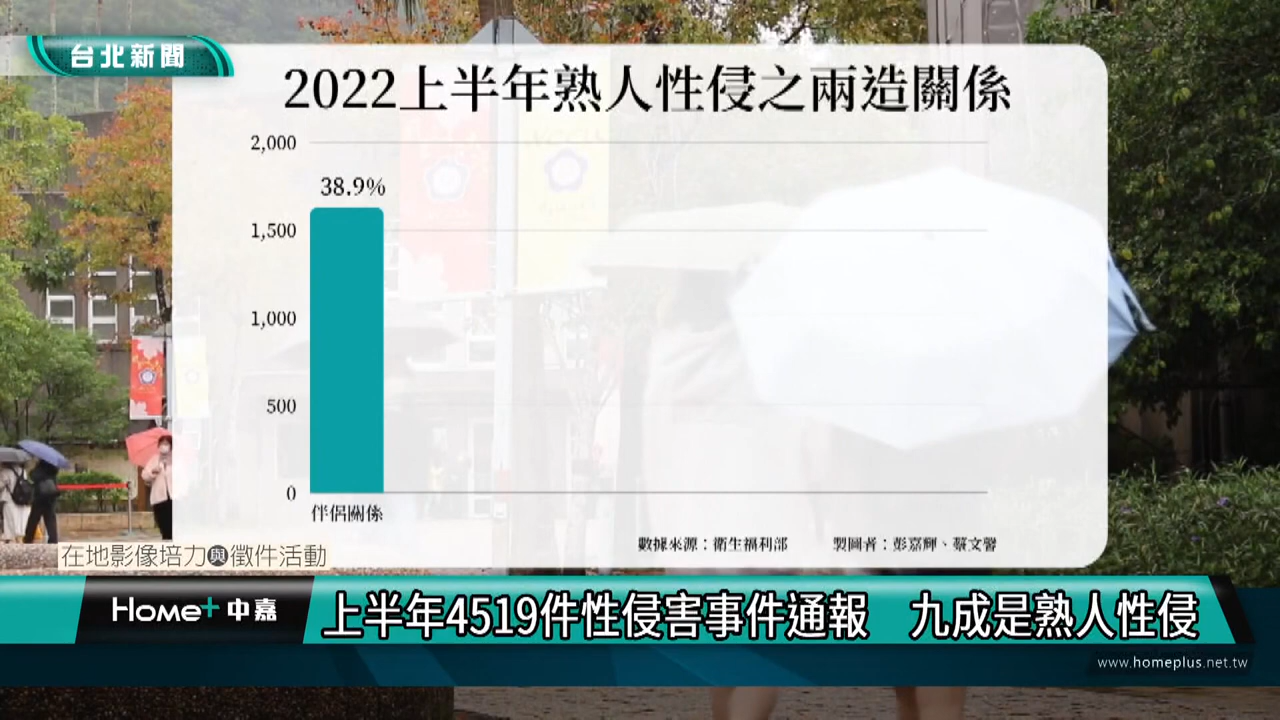 台北新聞
2022上半年熟人性侵之兩造關係
2,000
38.9%
1,500
1,000
500
0
伴侶關係
數據來源：衛生福利部 製圖者：彭嘉輝、蔡文馨
在地影像培力與徵件活動
Home+中嘉
上半年4519件性侵害事件通報 九成是熟人性侵
www.homeplus.net.tw